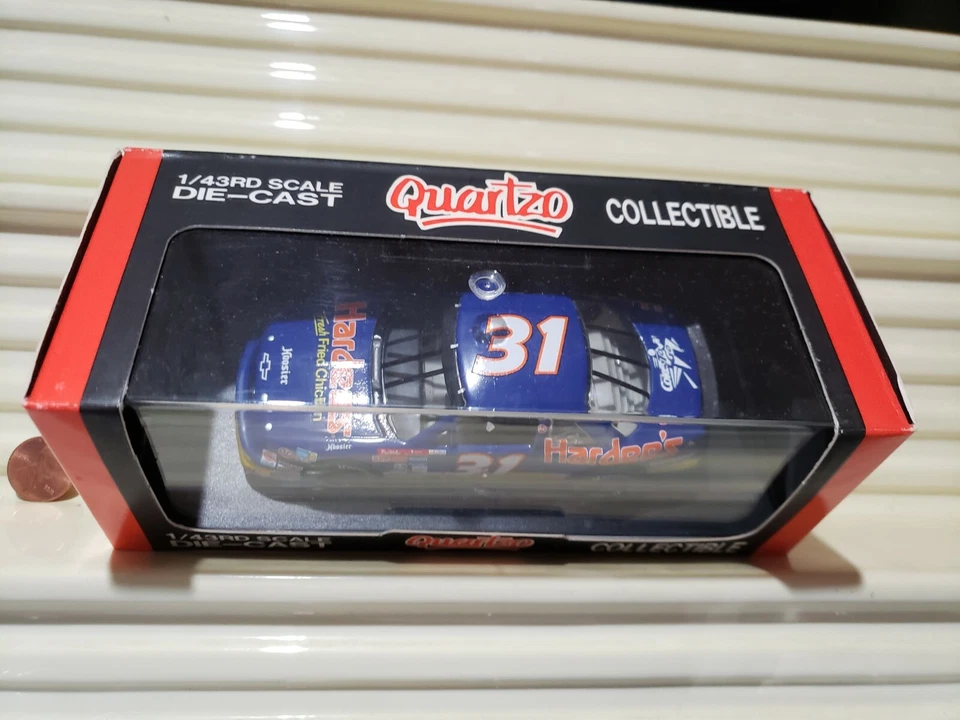 1/43RD SCALE
DIE-CAST
Quartzo
COLLECTIBLE
31
Hardee's
Fresh Fried Chicken
Hoosier
Hoosier
31
Hardee's
1/43RD SCALE
DIE-CAST
Quartzo
COLLECTIBLE